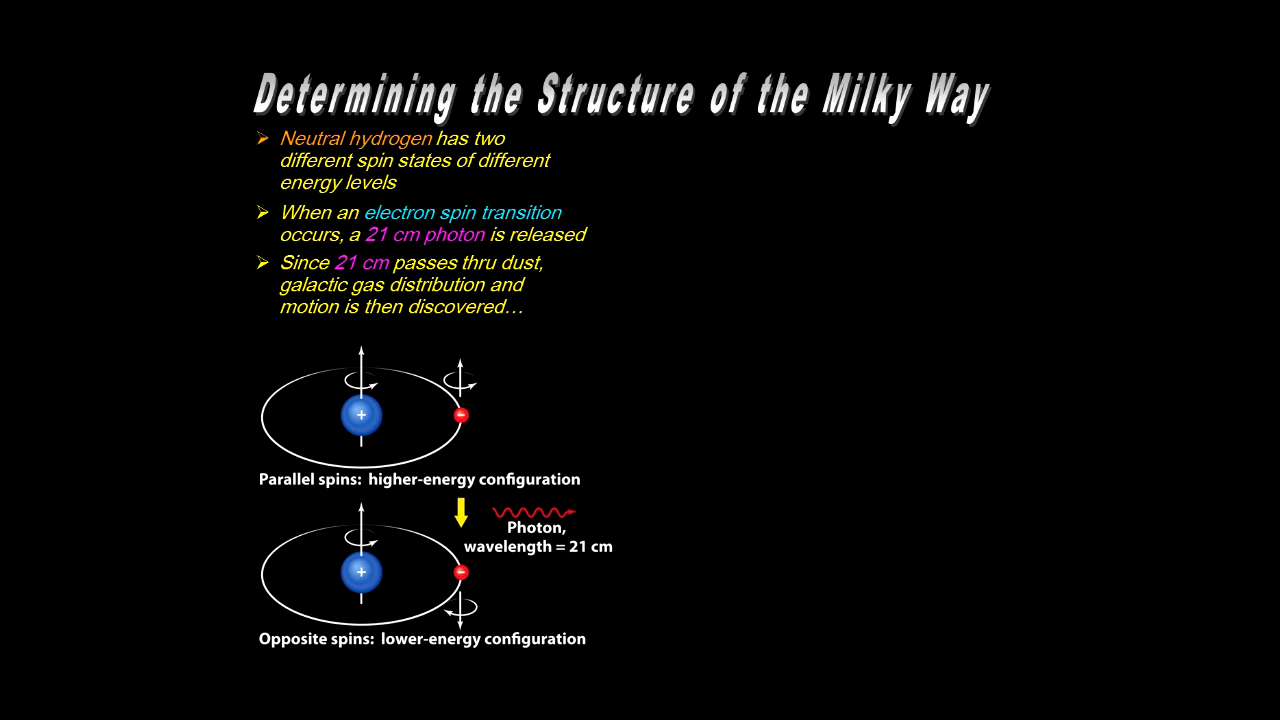 Determining the Structure of the Milky Way
➢ Neutral hydrogen has two
different spin states of different
energy levels
➢ When an electron spin transition
occurs, a 21 cm photon is released
➢ Since 21 cm passes thru dust,
galactic gas distribution and
motion is then discovered…
+
−
Parallel spins: higher-energy configuration
Photon,
wavelength = 21 cm
+
−
Opposite spins: lower-energy configuration